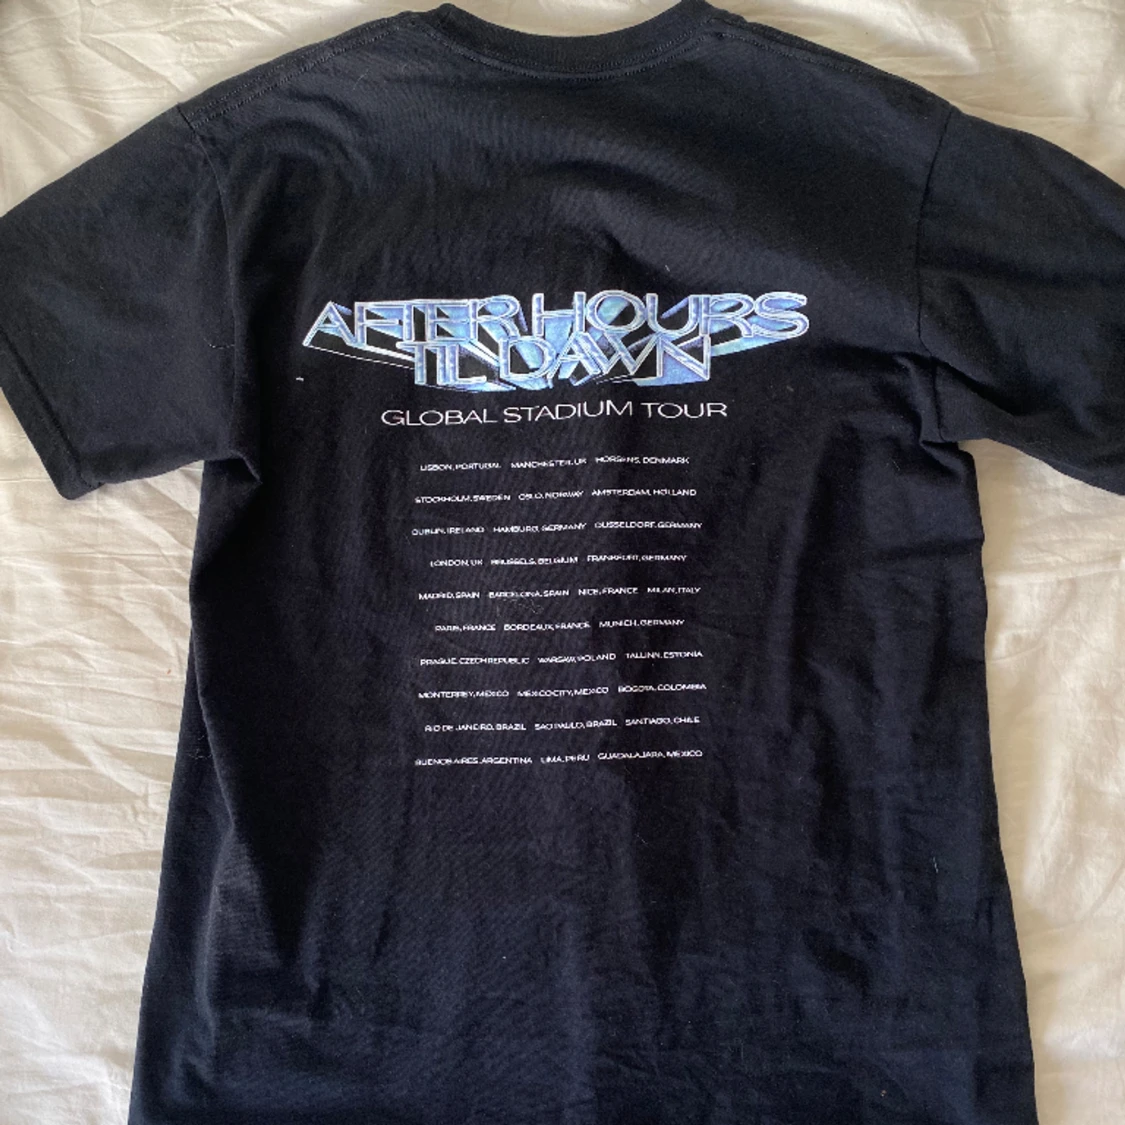 AFTER HOURS
TIL DAWN
GLOBAL STADIUM TOUR
LISBON, PORTUGAL MANCHESTER, UK HORSENS, DENMARK
STOCKHOLM, SWEDEN OSLO, NORWAY AMSTERDAM, HOLLAND
DUBLIN, IRELAND HAMBURG, GERMANY DUSSELDORF, GERMANY
LONDON, UK BRUSSELS, BELGIUM FRANKFURT, GERMANY
MADRID, SPAIN BARCELONA, SPAIN NICE, FRANCE MILAN, ITALY
PARIS, FRANCE BORDEAUX, FRANCE MUNICH, GERMANY
PRAGUE, CZECH REPUBLIC WARSAW, POLAND TALLINN, ESTONIA
MONTERREY, MEXICO MEXICO CITY, MEXICO BOGOTA, COLOMBIA
RIO DE JANEIRO, BRAZIL SAO PAULO, BRAZIL SANTIAGO, CHILE
BUENOS AIRES, ARGENTINA LIMA, PERU GUADALAJARA, MEXICO